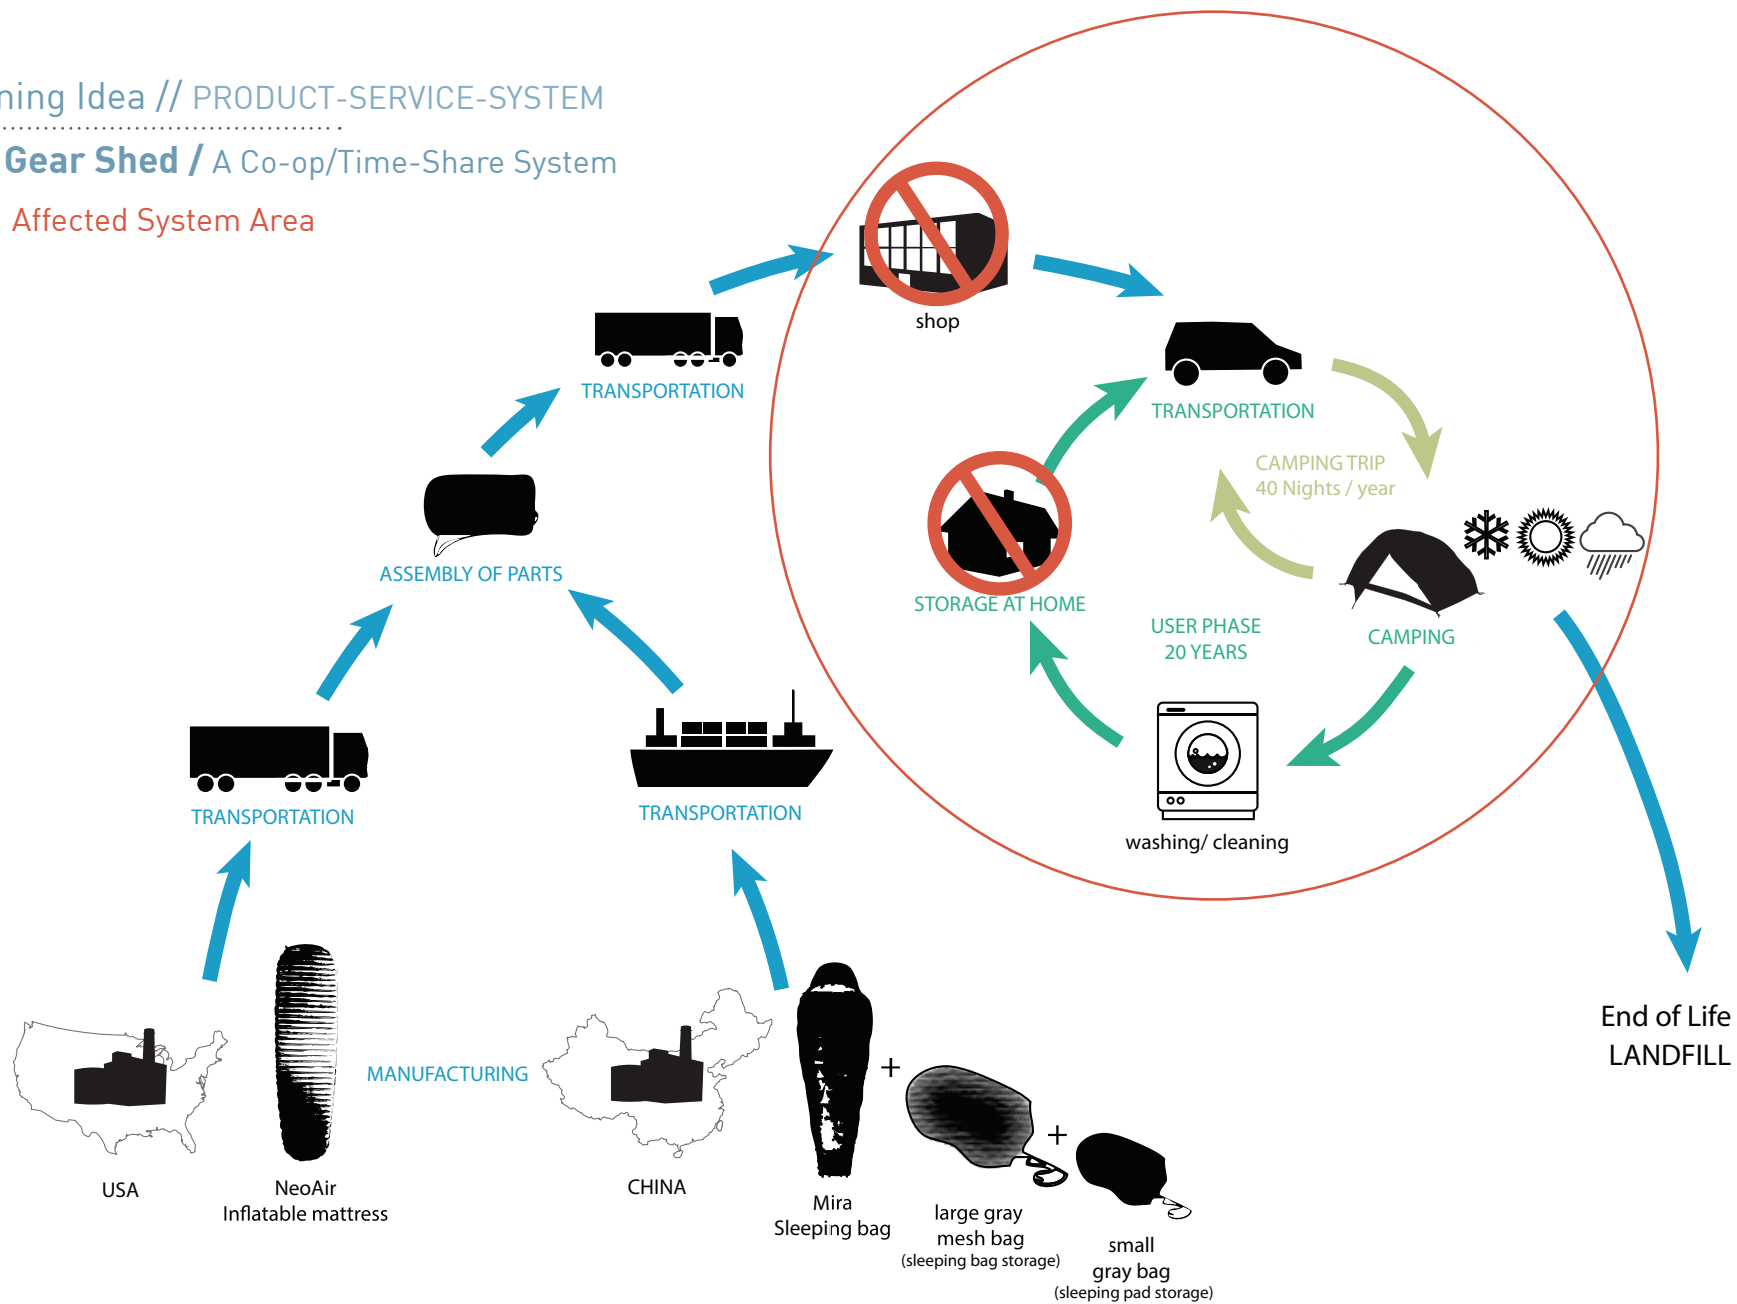 Idea // PRODUCT-SERVICE-SYSTEM
Gear Shed / A Co-op/Time-Share System
Affected System Area
shop
TRANSPORTATION
TRANSPORTATION
CAMPING TRIP
40 Nights / year
ASSEMBLY OF PARTS
STORAGE AT HOME
USER PHASE
20 YEARS
CAMPING
TRANSPORTATION
TRANSPORTATION
washing/ cleaning
End of Life
LANDFILL
MANUFACTURING
USA
NeoAir
Inflatable mattress
CHINA
Mira
Sleeping bag
+
large gray
mesh bag
(sleeping bag storage)
+
small
gray bag
(sleeping pad storage)